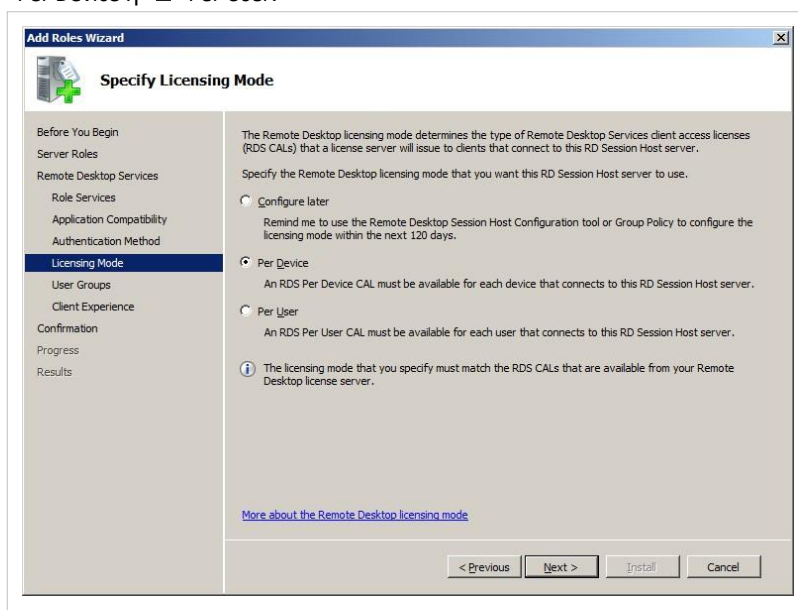 Add Roles Wizard
Specify Licensing Mode
Before You Begin
Server Roles
Remote Desktop Services
Role Services
Application Compatibility
Authentication Method
Licensing Mode
User Groups
Client Experience
Confirmation
Progress
Results
The Remote Desktop licensing mode determines the type of Remote Desktop Services client access licenses
(RDS CALs) that a license server will issue to clients that connect to this RD Session Host server.
Specify the Remote Desktop licensing mode that you want this RD Session Host server to use.
Configure later
Remind me to use the Remote Desktop Session Host Configuration tool or Group Policy to configure the
licensing mode within the next 120 days.
Per Device
An RDS Per Device CAL must be available for each device that connects to this RD Session Host server.
Per User
An RDS Per User CAL must be available for each user that connects to this RD Session Host server.
The licensing mode that you specify must match the RDS CALs that are available from your Remote
Desktop license server.
More about the Remote Desktop licensing mode
< Previous
Next >
Install
Cancel